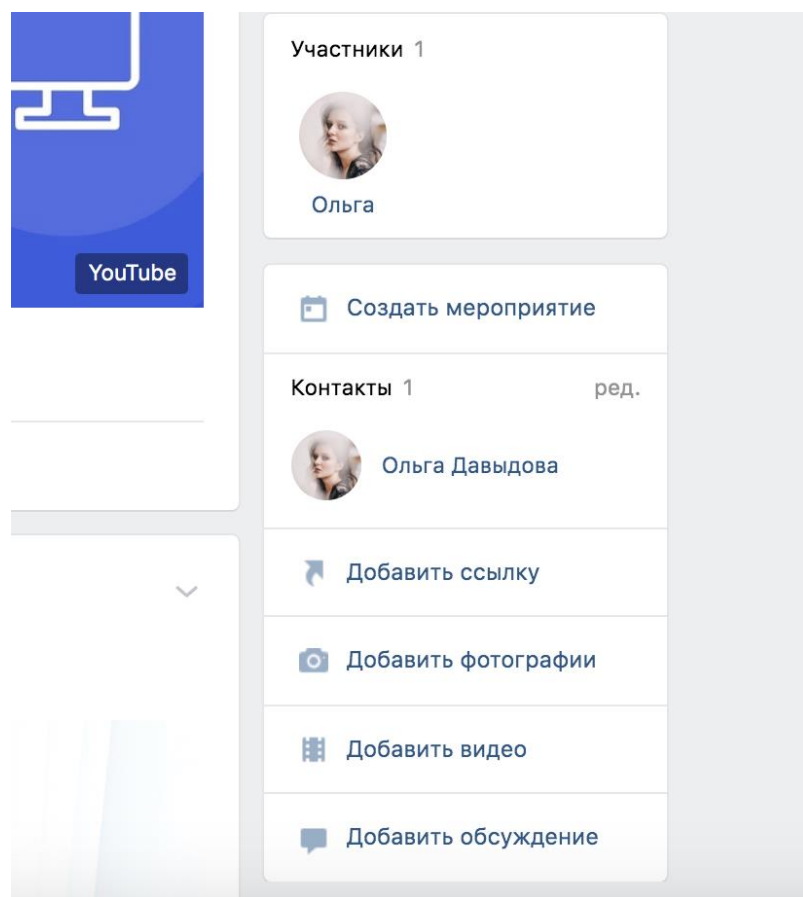 Участники 1
Ольга
YouTube
Создать мероприятие
Контакты 1 ред.
Ольга Давыдова
Добавить ссылку
Добавить фотографии
Добавить видео
Добавить обсуждение